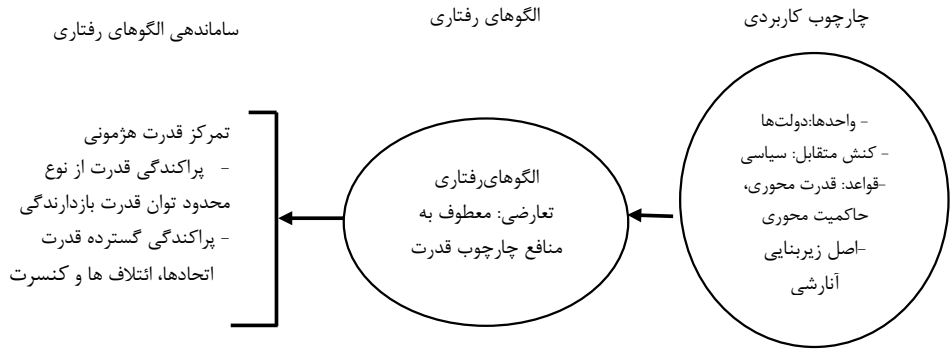 چارچوب کاربردی
الگوهای رفتاری
ساماندهی الگوهای رفتاری
- واحدها:دولت‌ها
- کنش متقابل: سیاسی
-قواعد: قدرت محوری،
حاکمیت محوری
-اصل زیربنایی
آنارشی
الگوهای‌رفتاری
تعارضی: معطوف به
منافع چارچوب قدرت
تمرکز قدرت هژمونی
- پراکندگی قدرت از نوع
محدود توان قدرت بازدارندگی
- پراکندگی گسترده قدرت
اتحادها، ائتلاف ها و کنسرت